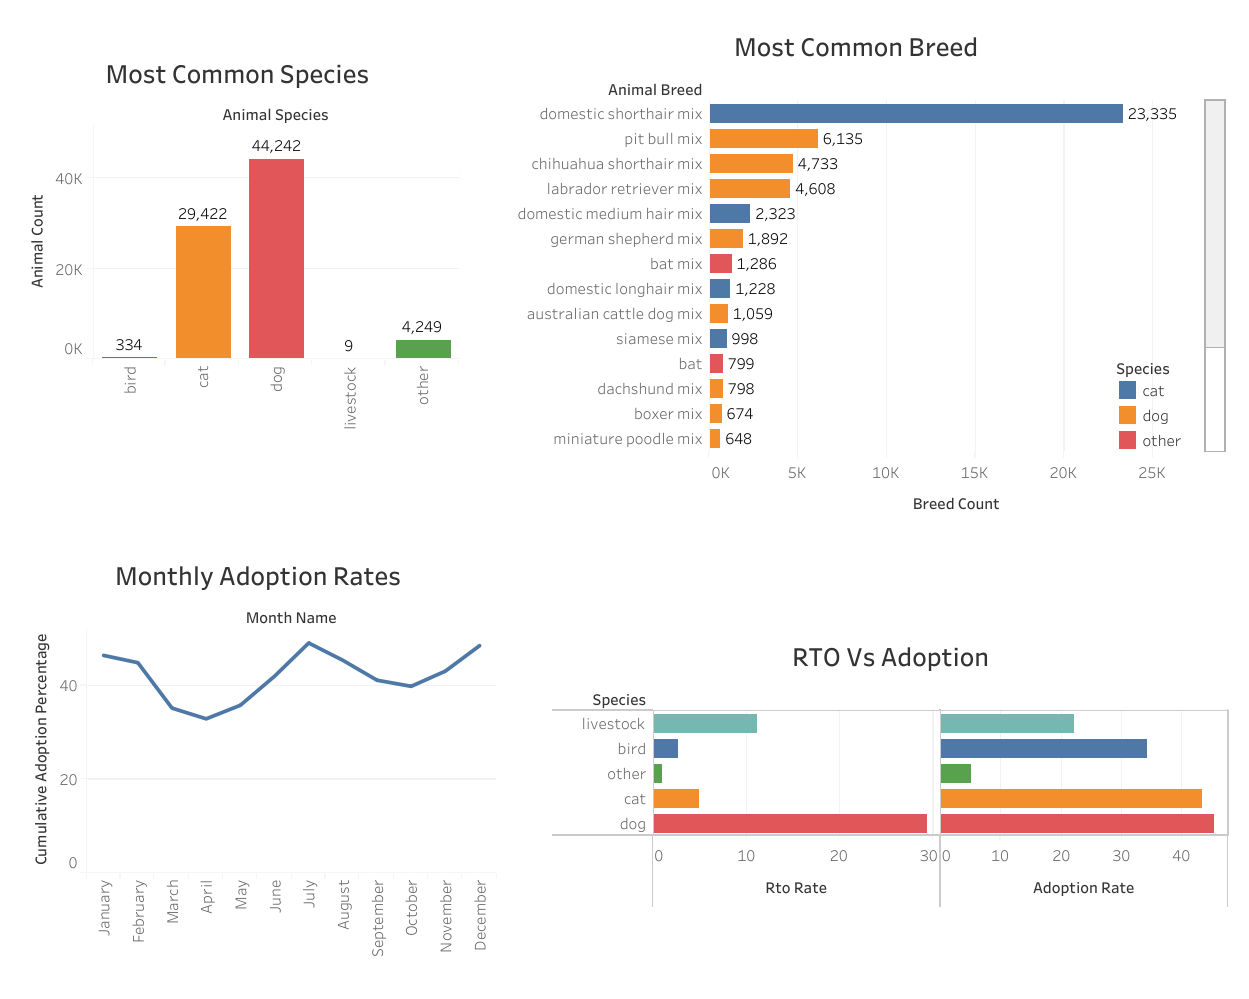 Most Common Species
Animal Species
Animal Count
40K
20K
0K
334
29,422
44,242
9
4,249
bird
cat
dog
livestock
other
Most Common Breed
Animal Breed
domestic shorthair mix 23,335
pit bull mix 6,135
chihuahua shorthair mix 4,733
labrador retriever mix 4,608
domestic medium hair mix 2,323
german shepherd mix 1,892
bat mix 1,286
domestic longhair mix 1,228
australian cattle dog mix 1,059
siamese mix 998
bat 799
dachshund mix 798
boxer mix 674
miniature poodle mix 648
0K 5K 10K 15K 20K 25K
Breed Count
Species
cat
dog
other
Monthly Adoption Rates
Month Name
Cumulative Adoption Percentage
40
20
0
January
February
March
April
May
June
July
August
September
October
November
December
RTO Vs Adoption
Species
livestock
bird
other
cat
dog
0 10 20 30
Rto Rate
0 10 20 30 40
Adoption Rate